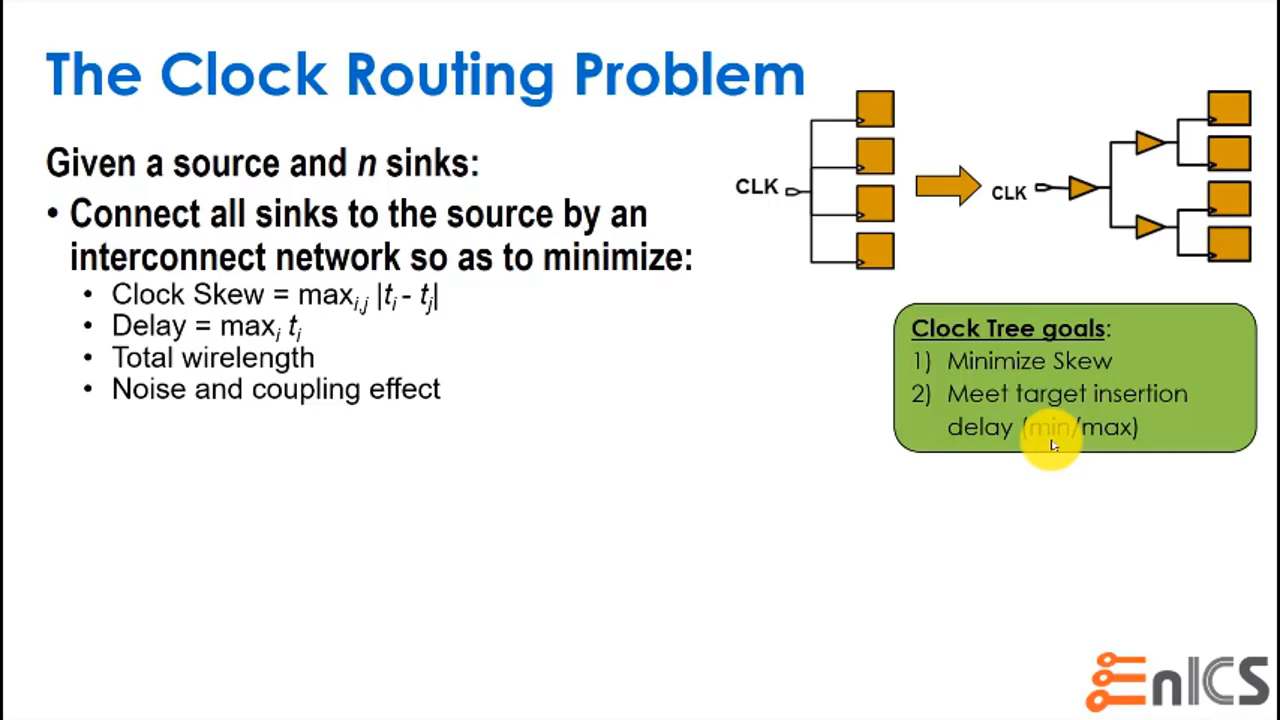 The Clock Routing Problem
Given a source and n sinks:
• Connect all sinks to the source by an
interconnect network so as to minimize:
• Clock Skew = maxi,j |ti - tj|
• Delay = maxi ti
• Total wirelength
• Noise and coupling effect
CLK
CLK
Clock Tree goals:
1) Minimize Skew
2) Meet target insertion
delay (min/max)
EnICS